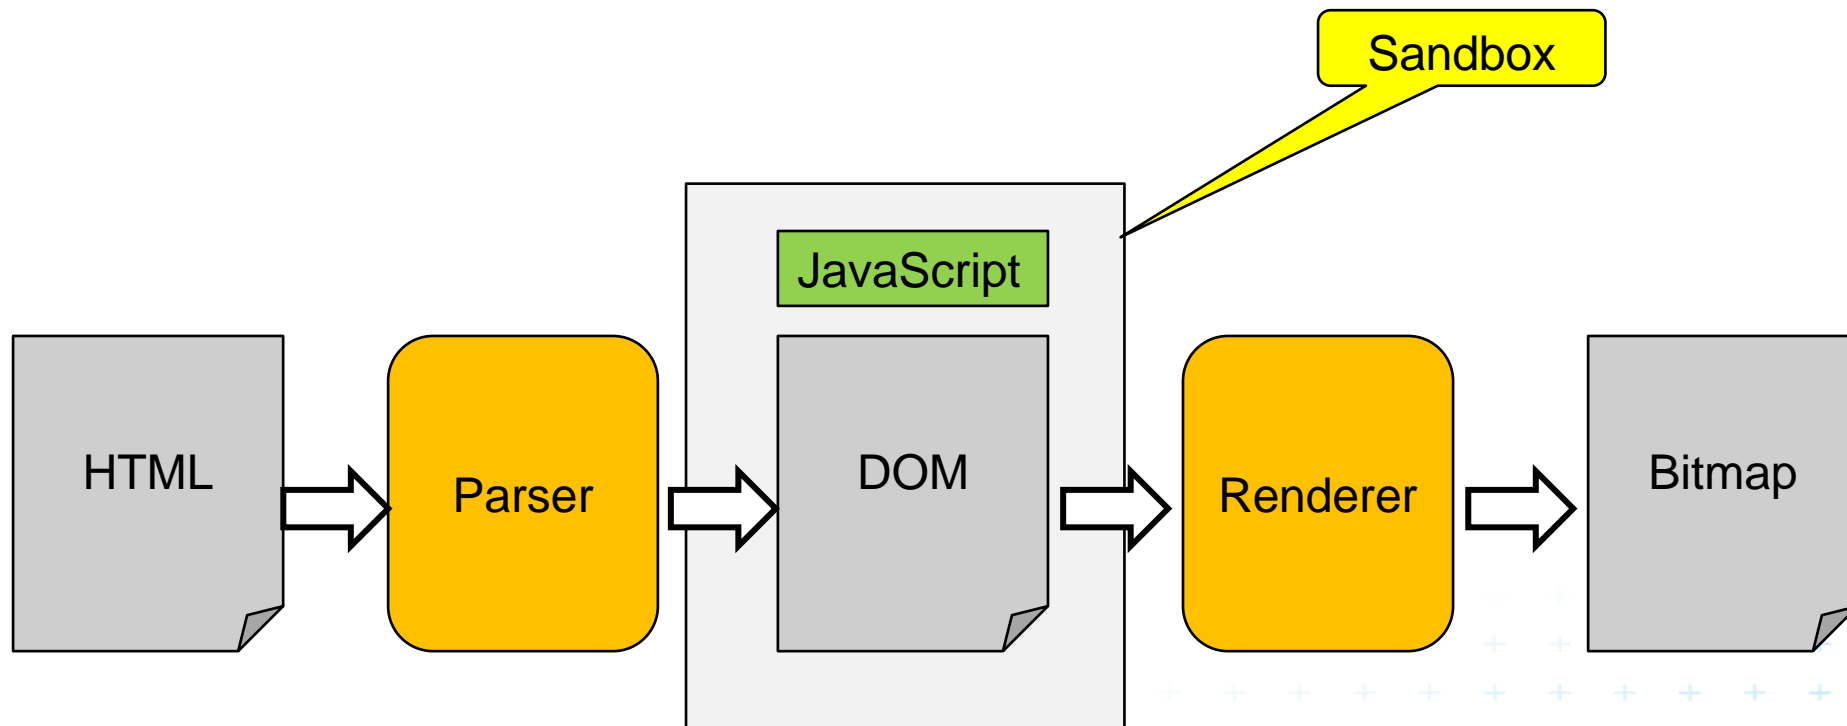 Sandbox
JavaScript
HTML
Parser
DOM
Renderer
Bitmap